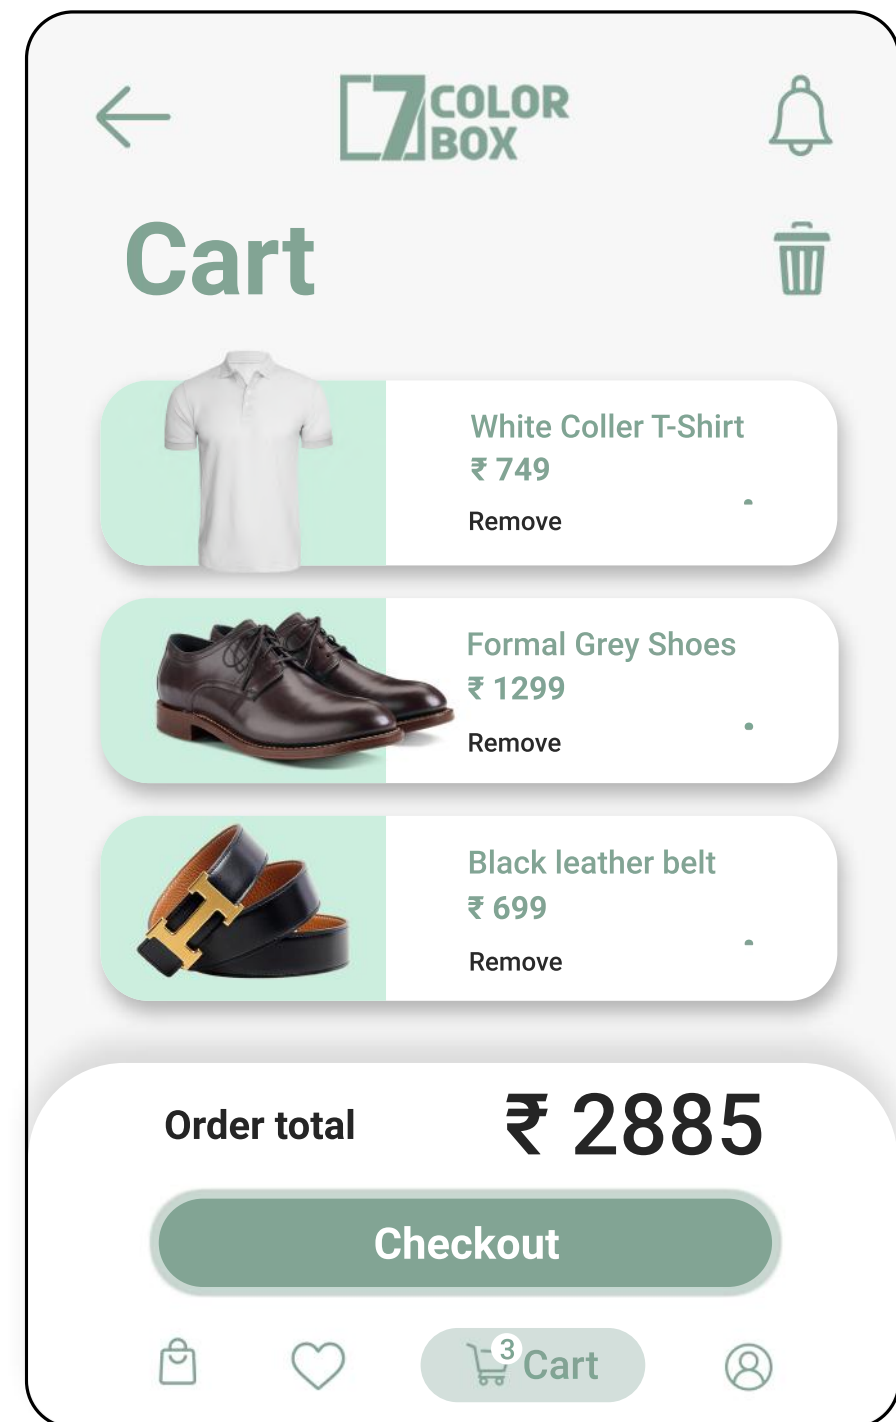 7 COLOR
BOX
Cart
White Coller T-Shirt
₹ 749
Remove
Formal Grey Shoes
₹ 1299
Remove
Black leather belt
₹ 699
Remove
Order total ₹ 2885
Checkout
3 Cart